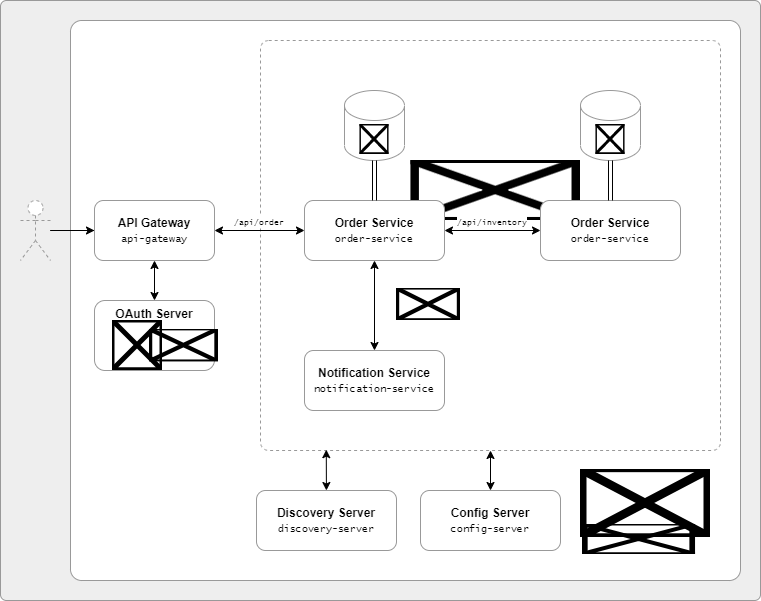 API Gateway
api-gateway
/api/order
Order Service
order-service
/api/inventory
Order Service
order-service
OAuth Server
Notification Service
notification-service
Discovery Server
discovery-server
Config Server
config-server